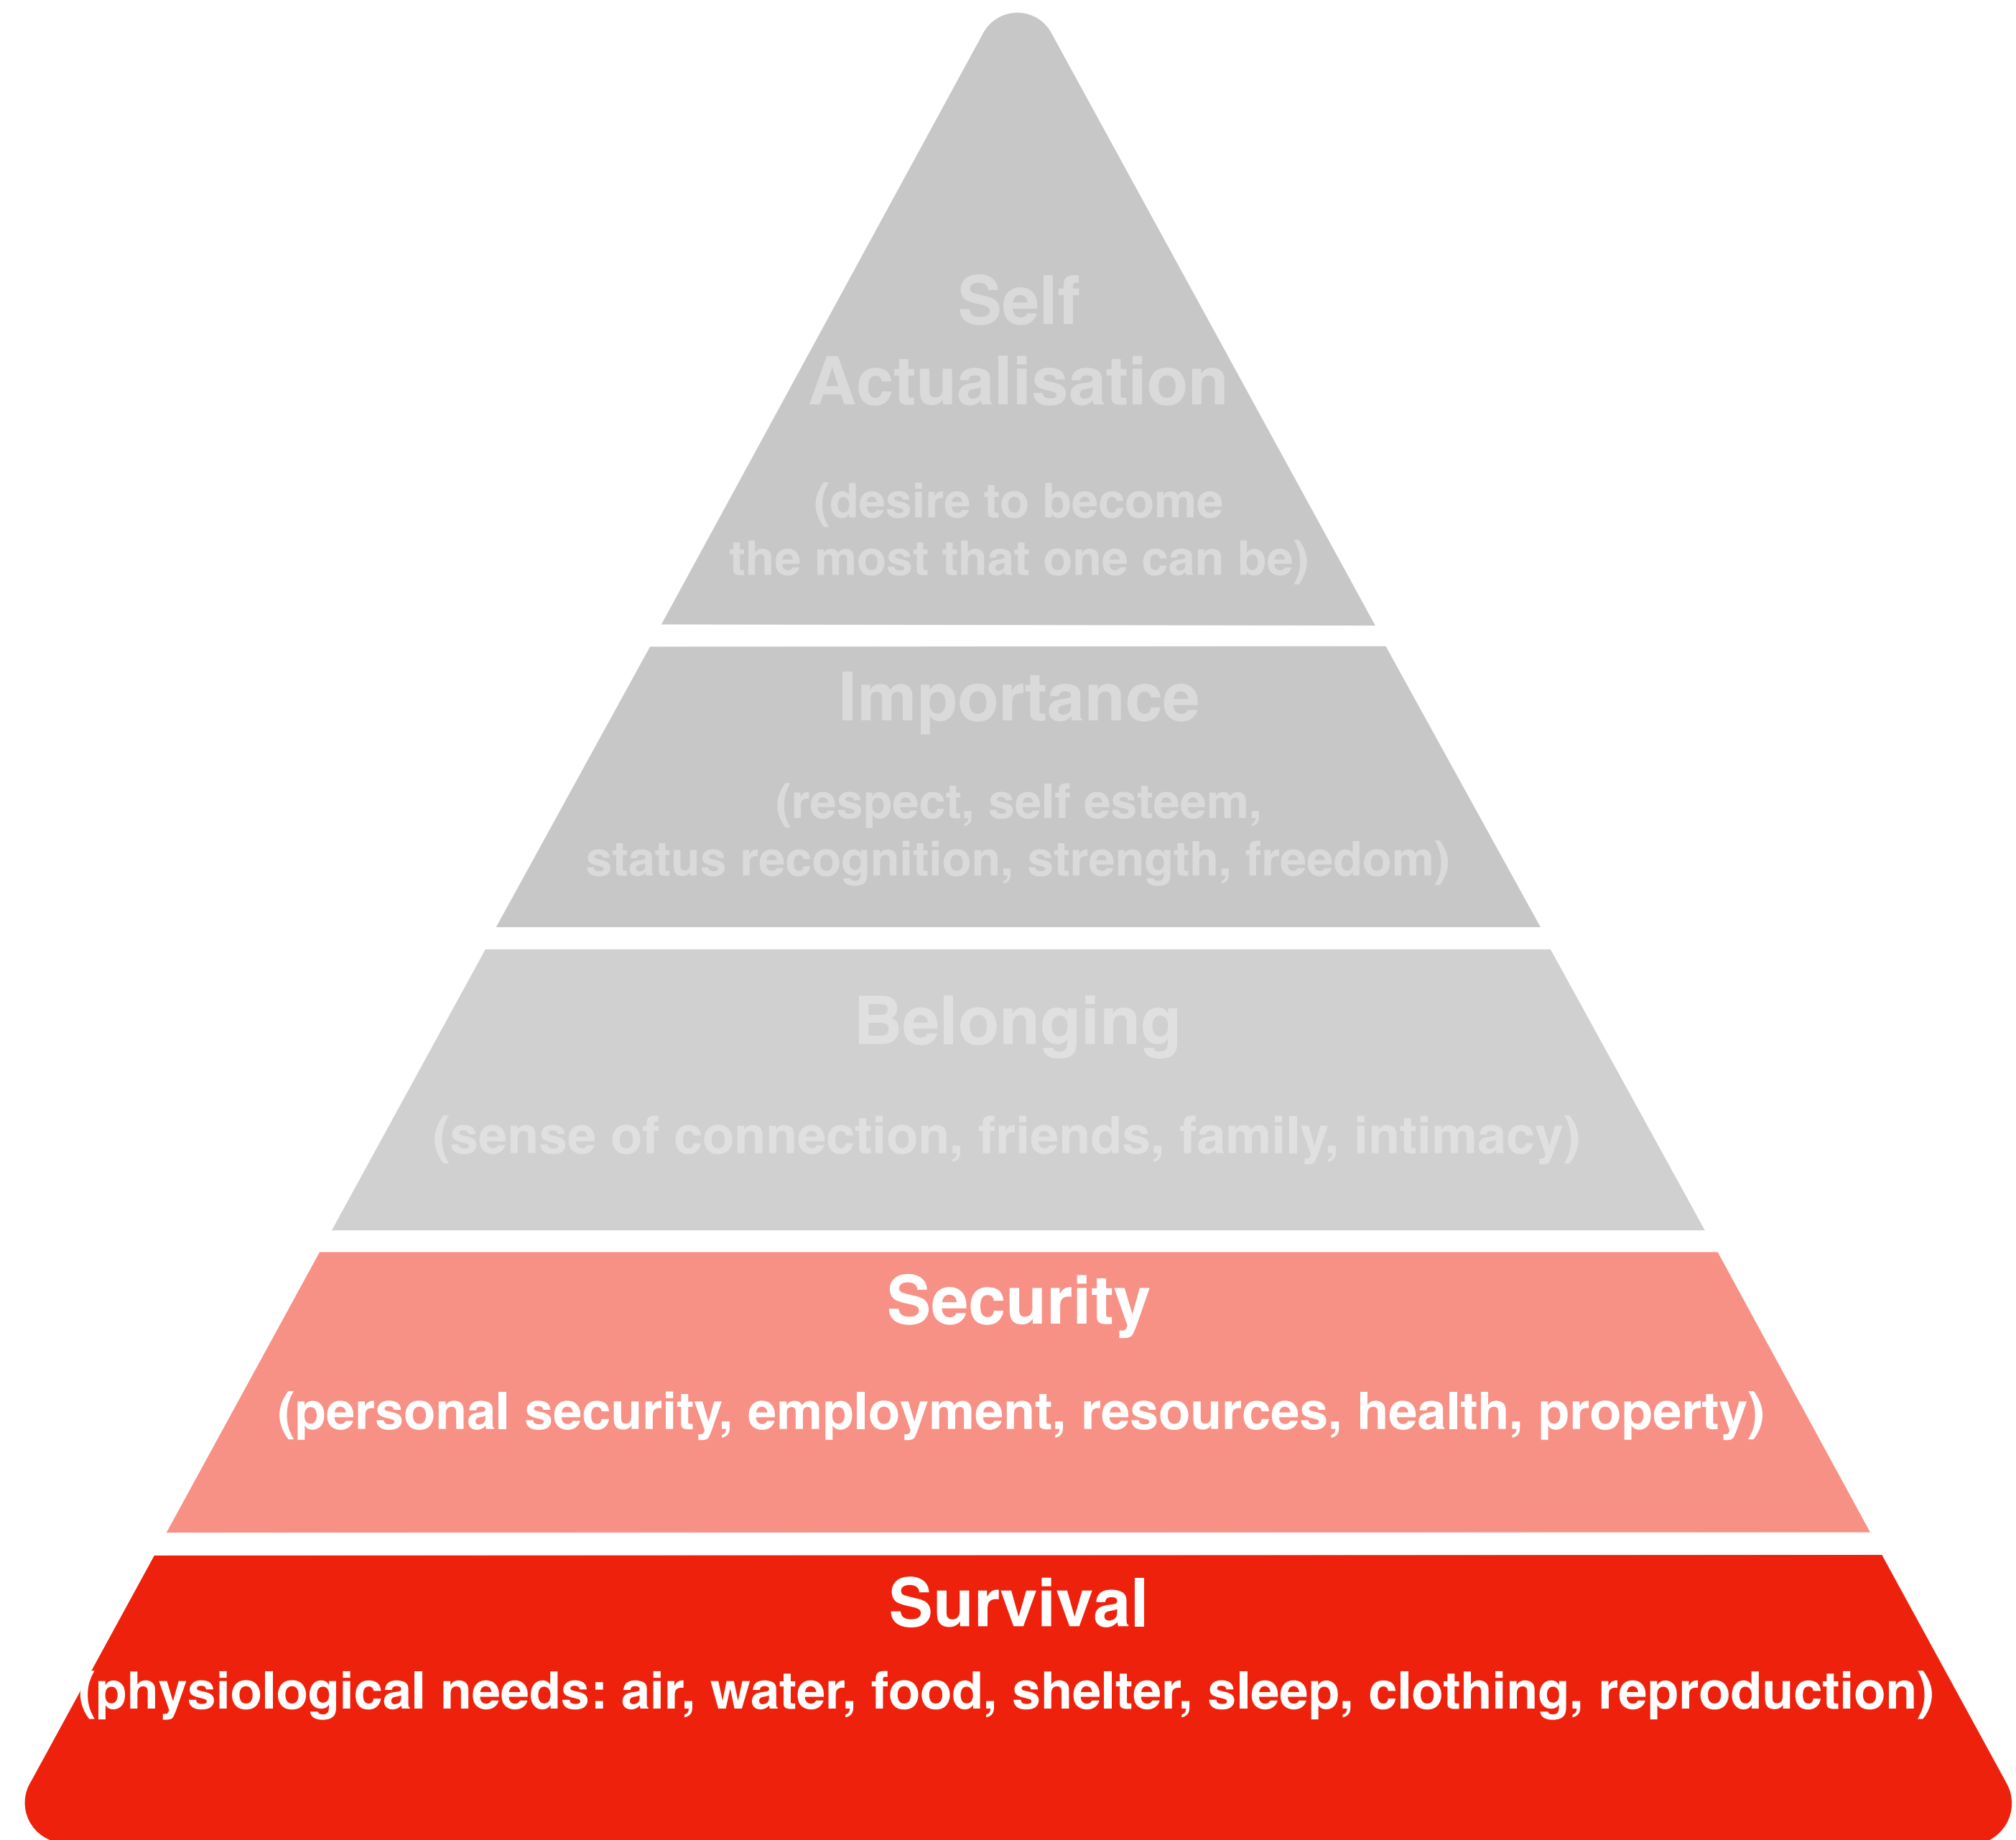 Self
Actualisation
(desire to become
the most that one can be)
Importance
(respect, self esteem,
status recognition, strength, freedom)
Belonging
(sense of connection, friends, family, intimacy)
Security
(personal security, employment, resources, health, property)
Survival
(physiological needs: air, water, food, shelter, sleep, clothing, reproduction)